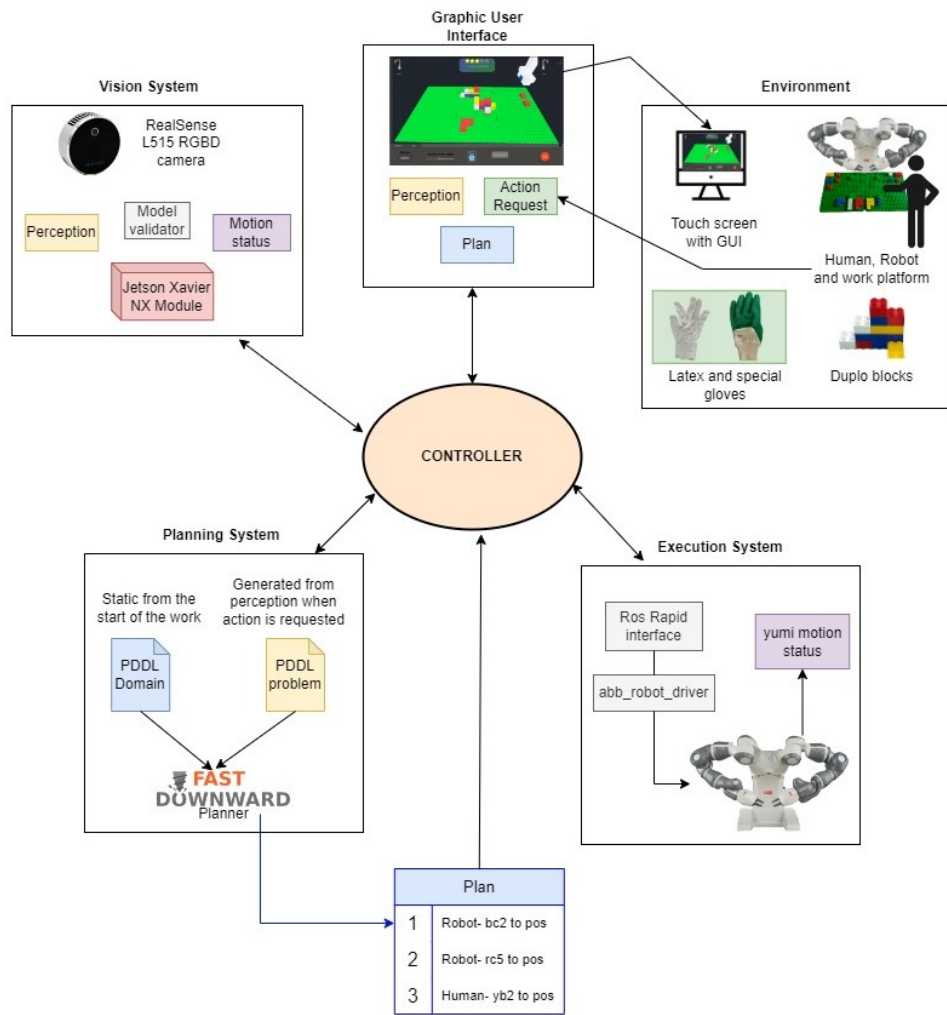 Graphic User
Interface
Vision System
RealSense
L515 RGBD
camera
Perception
Model
validator
Motion
status
Jetson Xavier
NX Module
Perception
Action
Request
Plan
Environment
Touch screen
with GUI
Human, Robot
and work platform
Latex and special
gloves
Duplo blocks
CONTROLLER
Planning System
Static from the
start of the work
Generated from
perception when
action is requested
PDDL
Domain
PDDL
problem
FAST
DOWNWARD
Planner
Execution System
Ros Rapid
interface
abb_robot_driver
yumi motion
status
Plan
1 Robot- bc2 to pos
2 Robot- rc5 to pos
3 Human- yb2 to pos